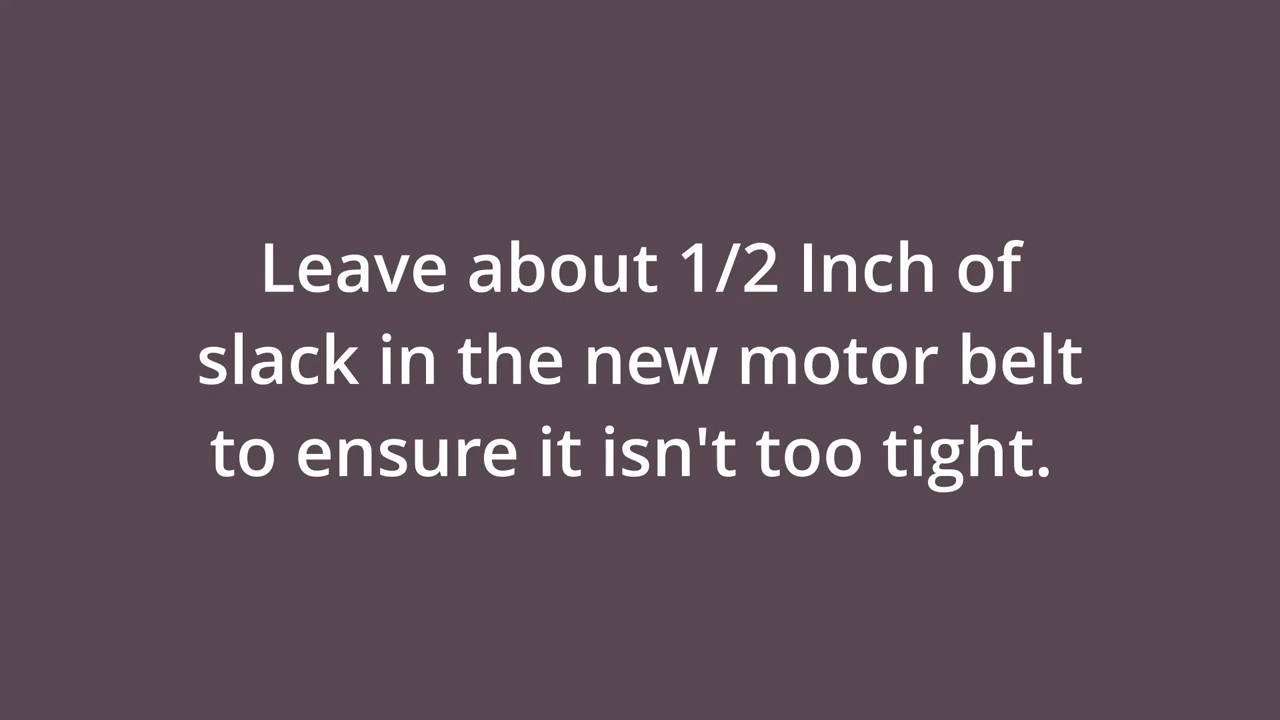 Leave about 1/2 Inch of
slack in the new motor belt
to ensure it isn't too tight.